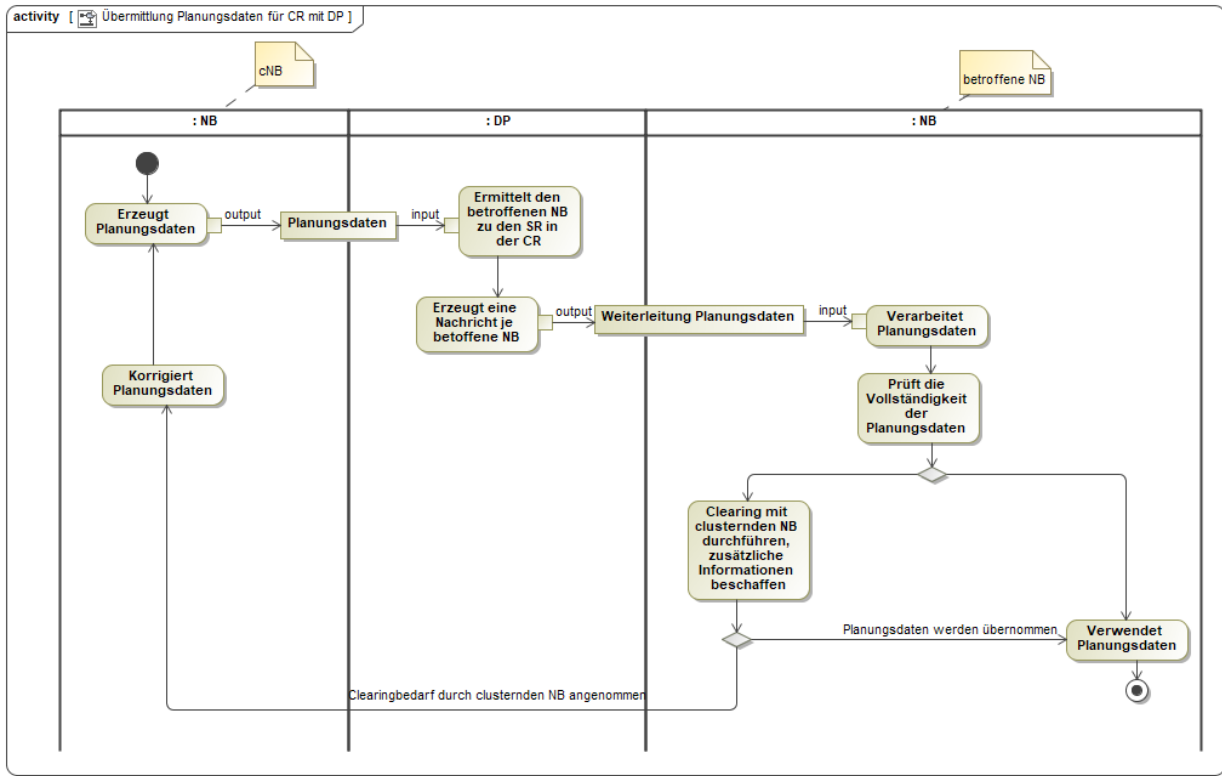 activity [ Übermittlung Planungsdaten für CR mit DP ]
cNB
betroffene NB
: NB
: DP
: NB
Erzeugt
Planungsdaten
output
Planungsdaten
input
Ermittelt den
betroffenen NB
zu den SR in
der CR
Erzeugt eine
Nachricht je
betoffene NB
output
Weiterleitung Planungsdaten
input
Verarbeitet
Planungsdaten
Korrigiert
Planungsdaten
Prüft die
Vollständigkeit
der
Planungsdaten
Clearing mit
clusternden NB
durchführen,
zusätzliche
Informationen
beschaffen
Planungsdaten werden übernommen
Verwendet
Planungsdaten
Clearingbedarf durch clusternden NB angenommen